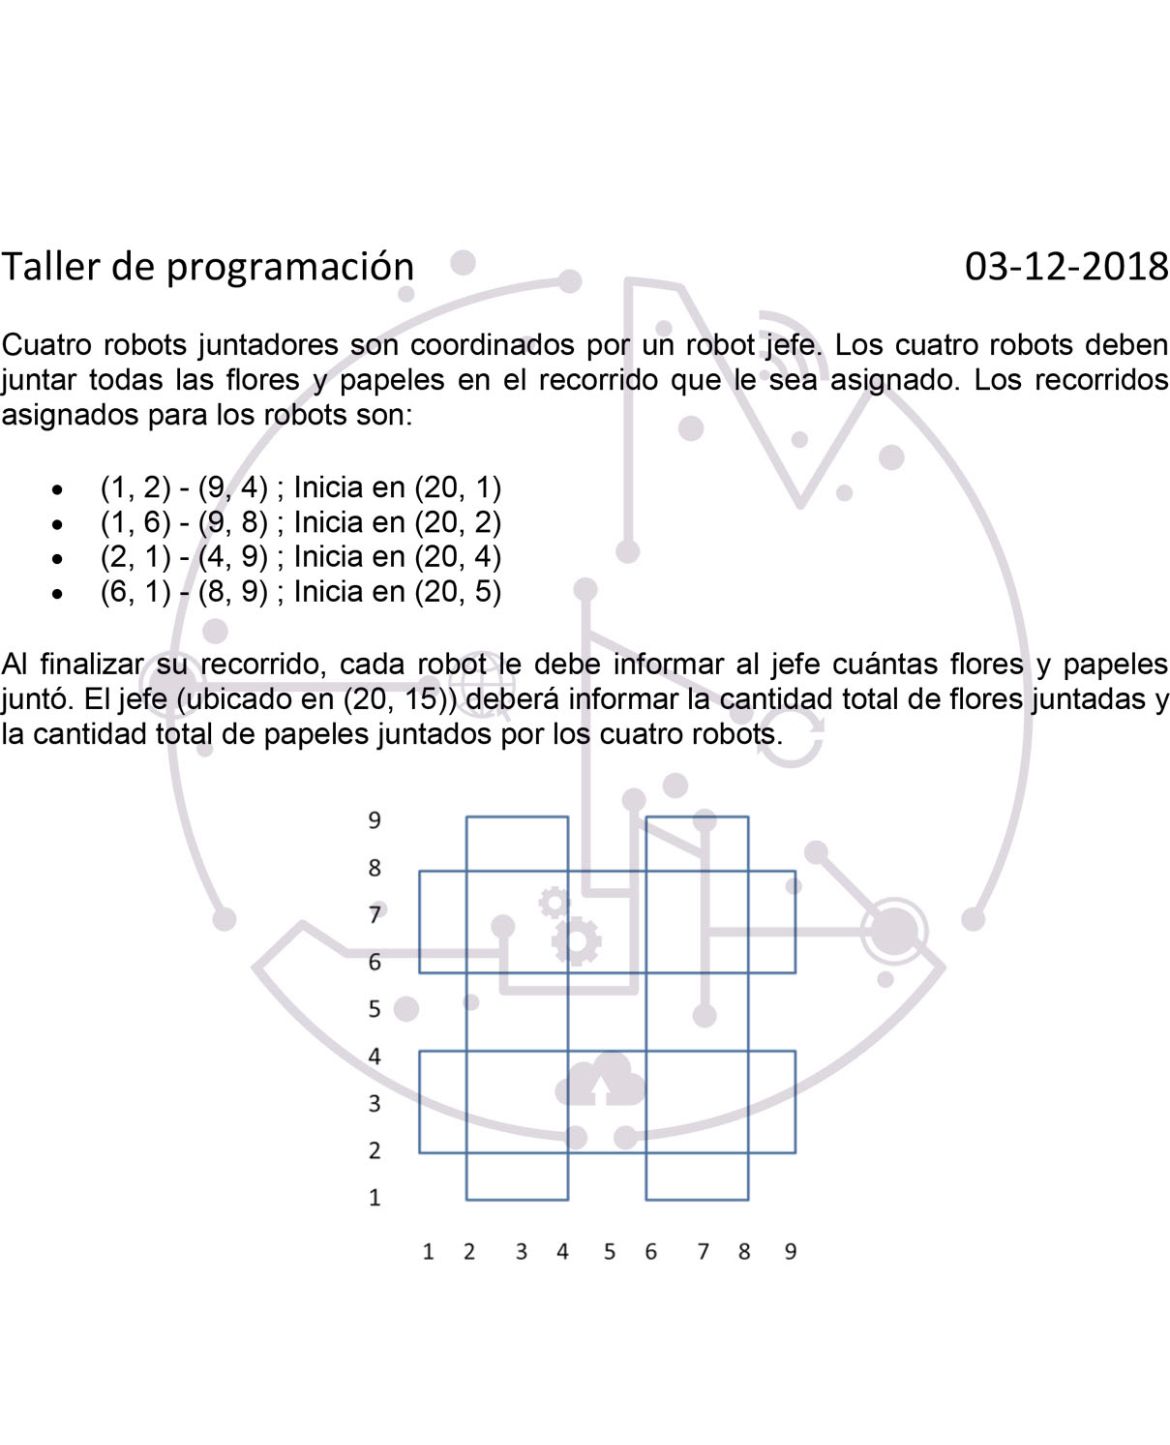 Taller de programación 03-12-2018
Cuatro robots juntadores son coordinados por un robot jefe. Los cuatro robots deben
juntar todas las flores y papeles en el recorrido que le sea asignado. Los recorridos
asignados para los robots son:
• (1, 2) - (9, 4) ; Inicia en (20, 1)
• (1, 6) - (9, 8) ; Inicia en (20, 2)
• (2, 1) - (4, 9) ; Inicia en (20, 4)
• (6, 1) - (8, 9) ; Inicia en (20, 5)
Al finalizar su recorrido, cada robot le debe informar al jefe cuántas flores y papeles
juntó. El jefe (ubicado en (20, 15)) deberá informar la cantidad total de flores juntadas y
la cantidad total de papeles juntados por los cuatro robots.
9
8
7
6
5
4
3
2
1
1 2 3 4 5 6 7 8 9